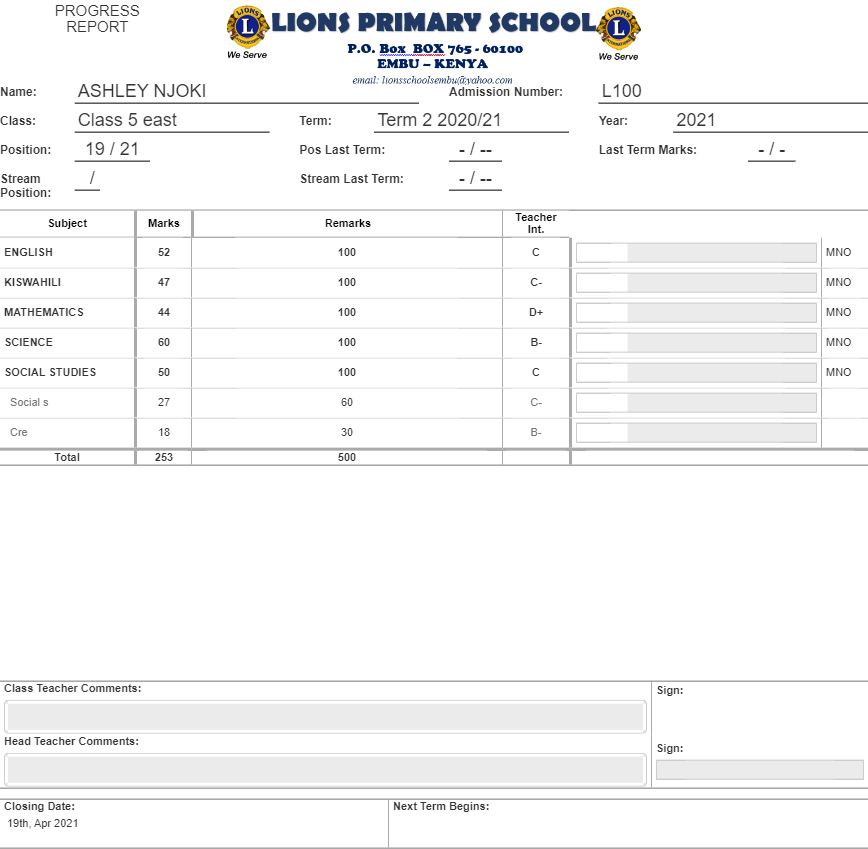 PROGRESS
REPORT
LIONS PRIMARY SCHOOL
P.O. Box BOX 765 - 60100
EMBU – KENYA
email: lionsschoolsembu@yahoo.com
LIONS
L
INTERNATIONAL
We Serve
LIONS
L
INTERNATIONAL
We Serve
Name: ASHLEY NJOKI Admission Number: L100
Class: Class 5 east Term: Term 2 2020/21 Year: 2021
Position: 19 / 21 Pos Last Term: - / -- Last Term Marks: - / -
Stream Position: / Stream Last Term: - / --
Subject Marks Remarks Teacher Int.
ENGLISH 52 100 C MNO
KISWAHILI 47 100 C- MNO
MATHEMATICS 44 100 D+ MNO
SCIENCE 60 100 B- MNO
SOCIAL STUDIES 50 100 C MNO
Social s 27 60 C-
Cre 18 30 B-
Total 253 500
Class Teacher Comments: Sign:
Head Teacher Comments: Sign:
Closing Date: Next Term Begins:
19th, Apr 2021